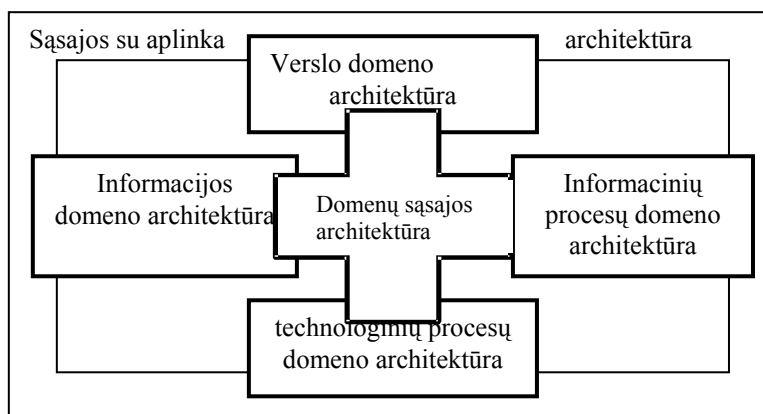 Sąsajos su aplinka architektūra
Verslo domeno
architektūra
Informacijos
domeno architektūra
Domenų sąsajos
architektūra
Informacinių
procesų domeno
architektūra
technologinių procesų
domeno architektūra